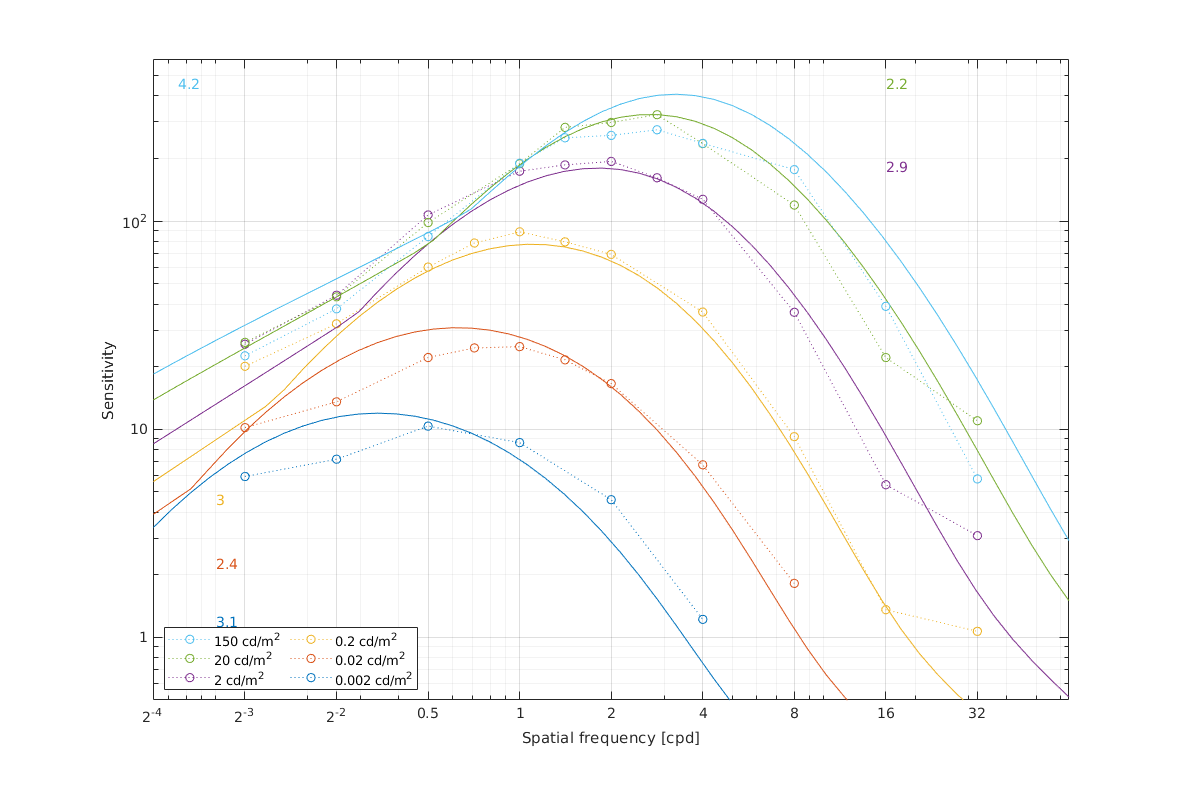 4.2
2.2
2.9
10²
Sensitivity
10
3
2.4
3.1
1
150 cd/m² 0.2 cd/m²
20 cd/m² 0.02 cd/m²
2 cd/m² 0.002 cd/m²
2⁻⁴ 2⁻³ 2⁻² 0.5 1 2 4 8 16 32
Spatial frequency [cpd]